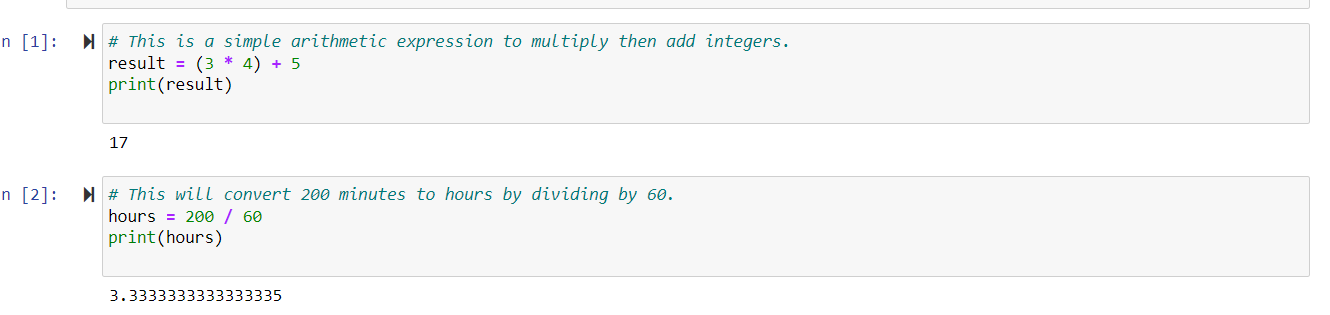 n [1]:
# This is a simple arithmetic expression to multiply then add integers.
result = (3 * 4) + 5
print(result)
17
n [2]:
# This will convert 200 minutes to hours by dividing by 60.
hours = 200 / 60
print(hours)
3.3333333333333335